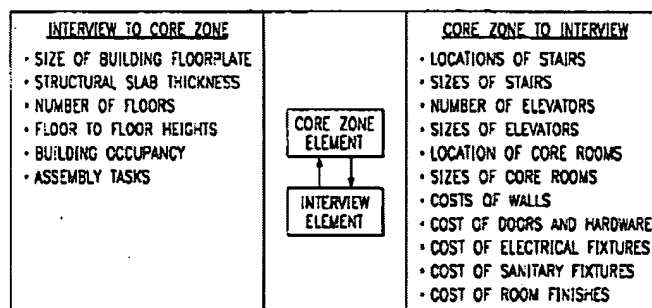 INTERVIEW TO CORE ZONE
• SIZE OF BUILDING FLOORPLATE
• STRUCTURAL SLAB THICKNESS
• NUMBER OF FLOORS
• FLOOR TO FLOOR HEIGHTS
• BUILDING OCCUPANCY
• ASSEMBLY TASKS
CORE ZONE
ELEMENT
INTERVIEW
ELEMENT
CORE ZONE TO INTERVIEW
• LOCATIONS OF STAIRS
• SIZES OF STAIRS
• NUMBER OF ELEVATORS
• SIZES OF ELEVATORS
• LOCATION OF CORE ROOMS
• SIZES OF CORE ROOMS
• COSTS OF WALLS
• COST OF DOORS AND HARDWARE
• COST OF ELECTRICAL FIXTURES
• COST OF SANITARY FIXTURES
• COST OF ROOM FINISHES